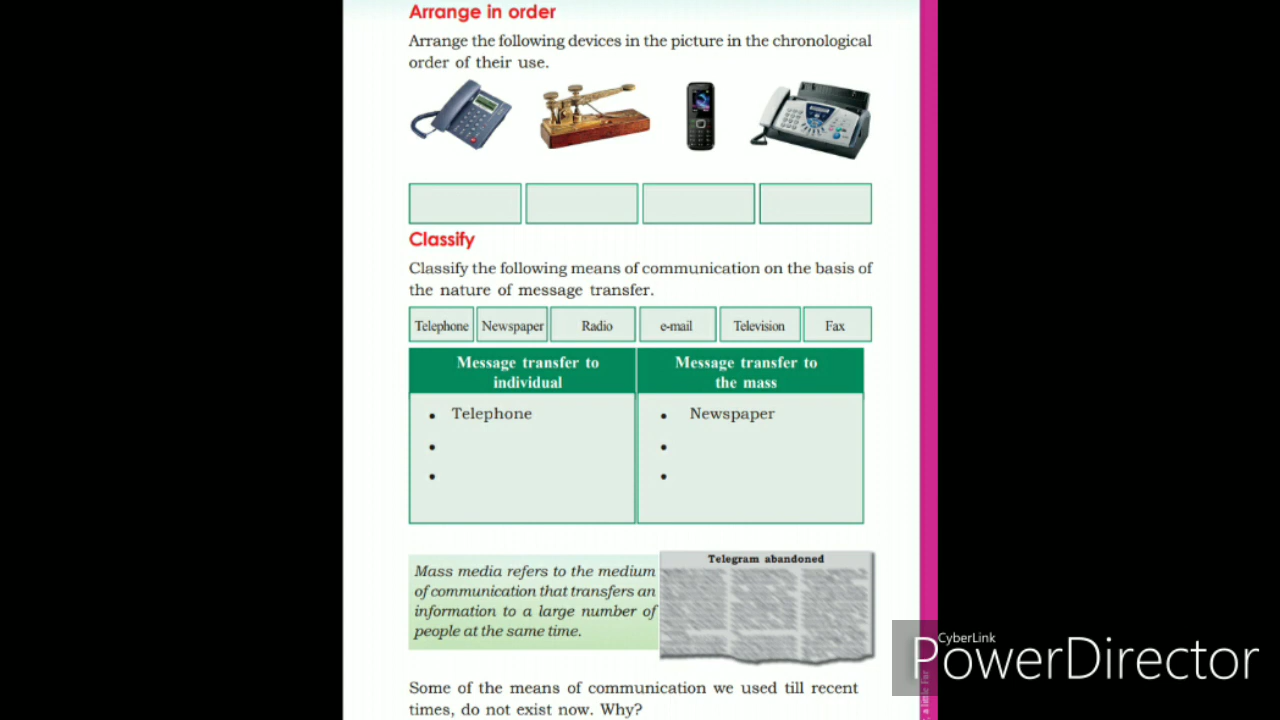 Arrange in order
Arrange the following devices in the picture in the chronological
order of their use.
Classify
Classify the following means of communication on the basis of
the nature of message transfer.
Telephone Newspaper Radio e-mail Television Fax
Message transfer to
individual
Message transfer to
the mass
• Telephone
•
•
• Newspaper
•
•
Mass media refers to the medium
of communication that transfers an
information to a large number of
people at the same time.
Telegram abandoned
Some of the means of communication we used till recent
times, do not exist now. Why?
CyberLink
PowerDirector